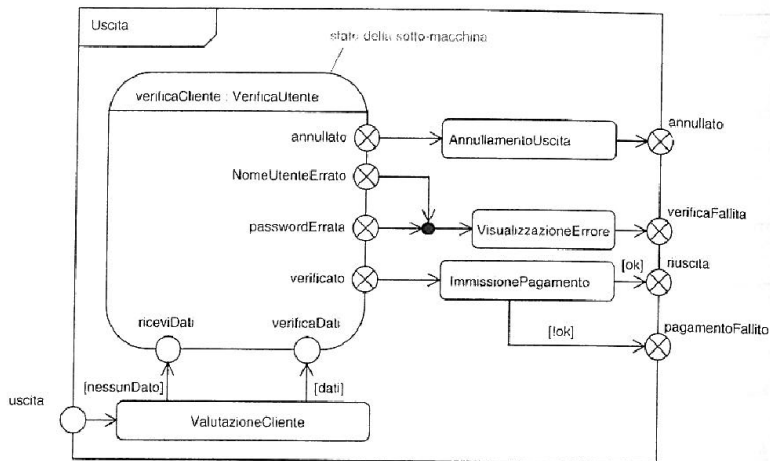 Uscita
stato della sotto-macchina
verificaCliente : VerificaUtente
annullato
AnnullamentoUscita
annullato
NomeUtenteErrato
verificaFallita
passwordErrata
VisualizzazioneErrore
[ok]
riuscita
verificato
ImmissionePagamento
[!ok]
pagamentoFallito
riceviDati
verificaDati
[nessunDato]
[dati]
uscita
ValutazioneCliente